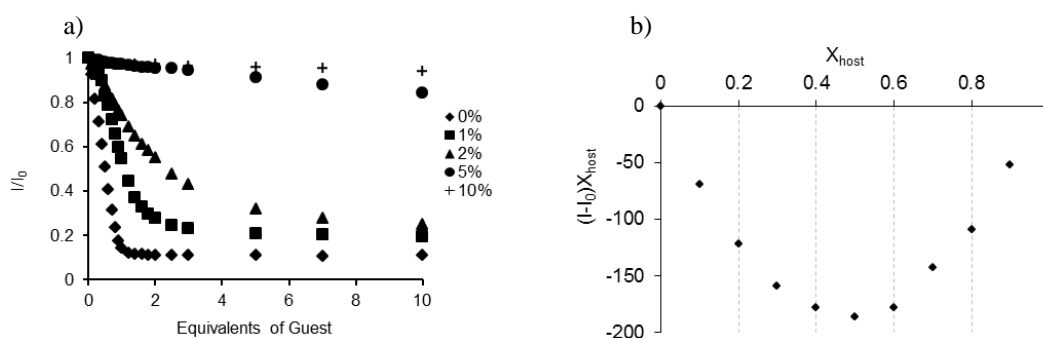 a)
1
0.8
0.6
0.4
0.2
0
I/I₀
0 2 4 6 8 10
Equivalents of Guest
0%
1%
2%
5%
10%
b)
X_host
0 0.2 0.4 0.6 0.8
0
-50
-100
-150
-200
(I-I₀)X_host